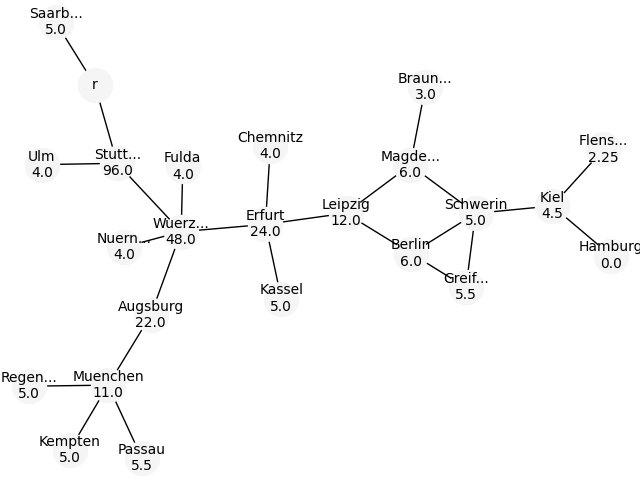 Saarb...
5.0
r
Braun...
3.0
Chemnitz
4.0
Flens...
2.25
Ulm
4.0
Stutt...
96.0
Fulda
4.0
Magde...
6.0
Kiel
4.5
Schwerin
5.0
Leipzig
12.0
Erfurt
24.0
Wuerz...
48.0
Nuern...
4.0
Berlin
6.0
Hamburg
0.0
Greif...
5.5
Kassel
5.0
Augsburg
22.0
Regen...
5.0
Muenchen
11.0
Kempten
5.0
Passau
5.5